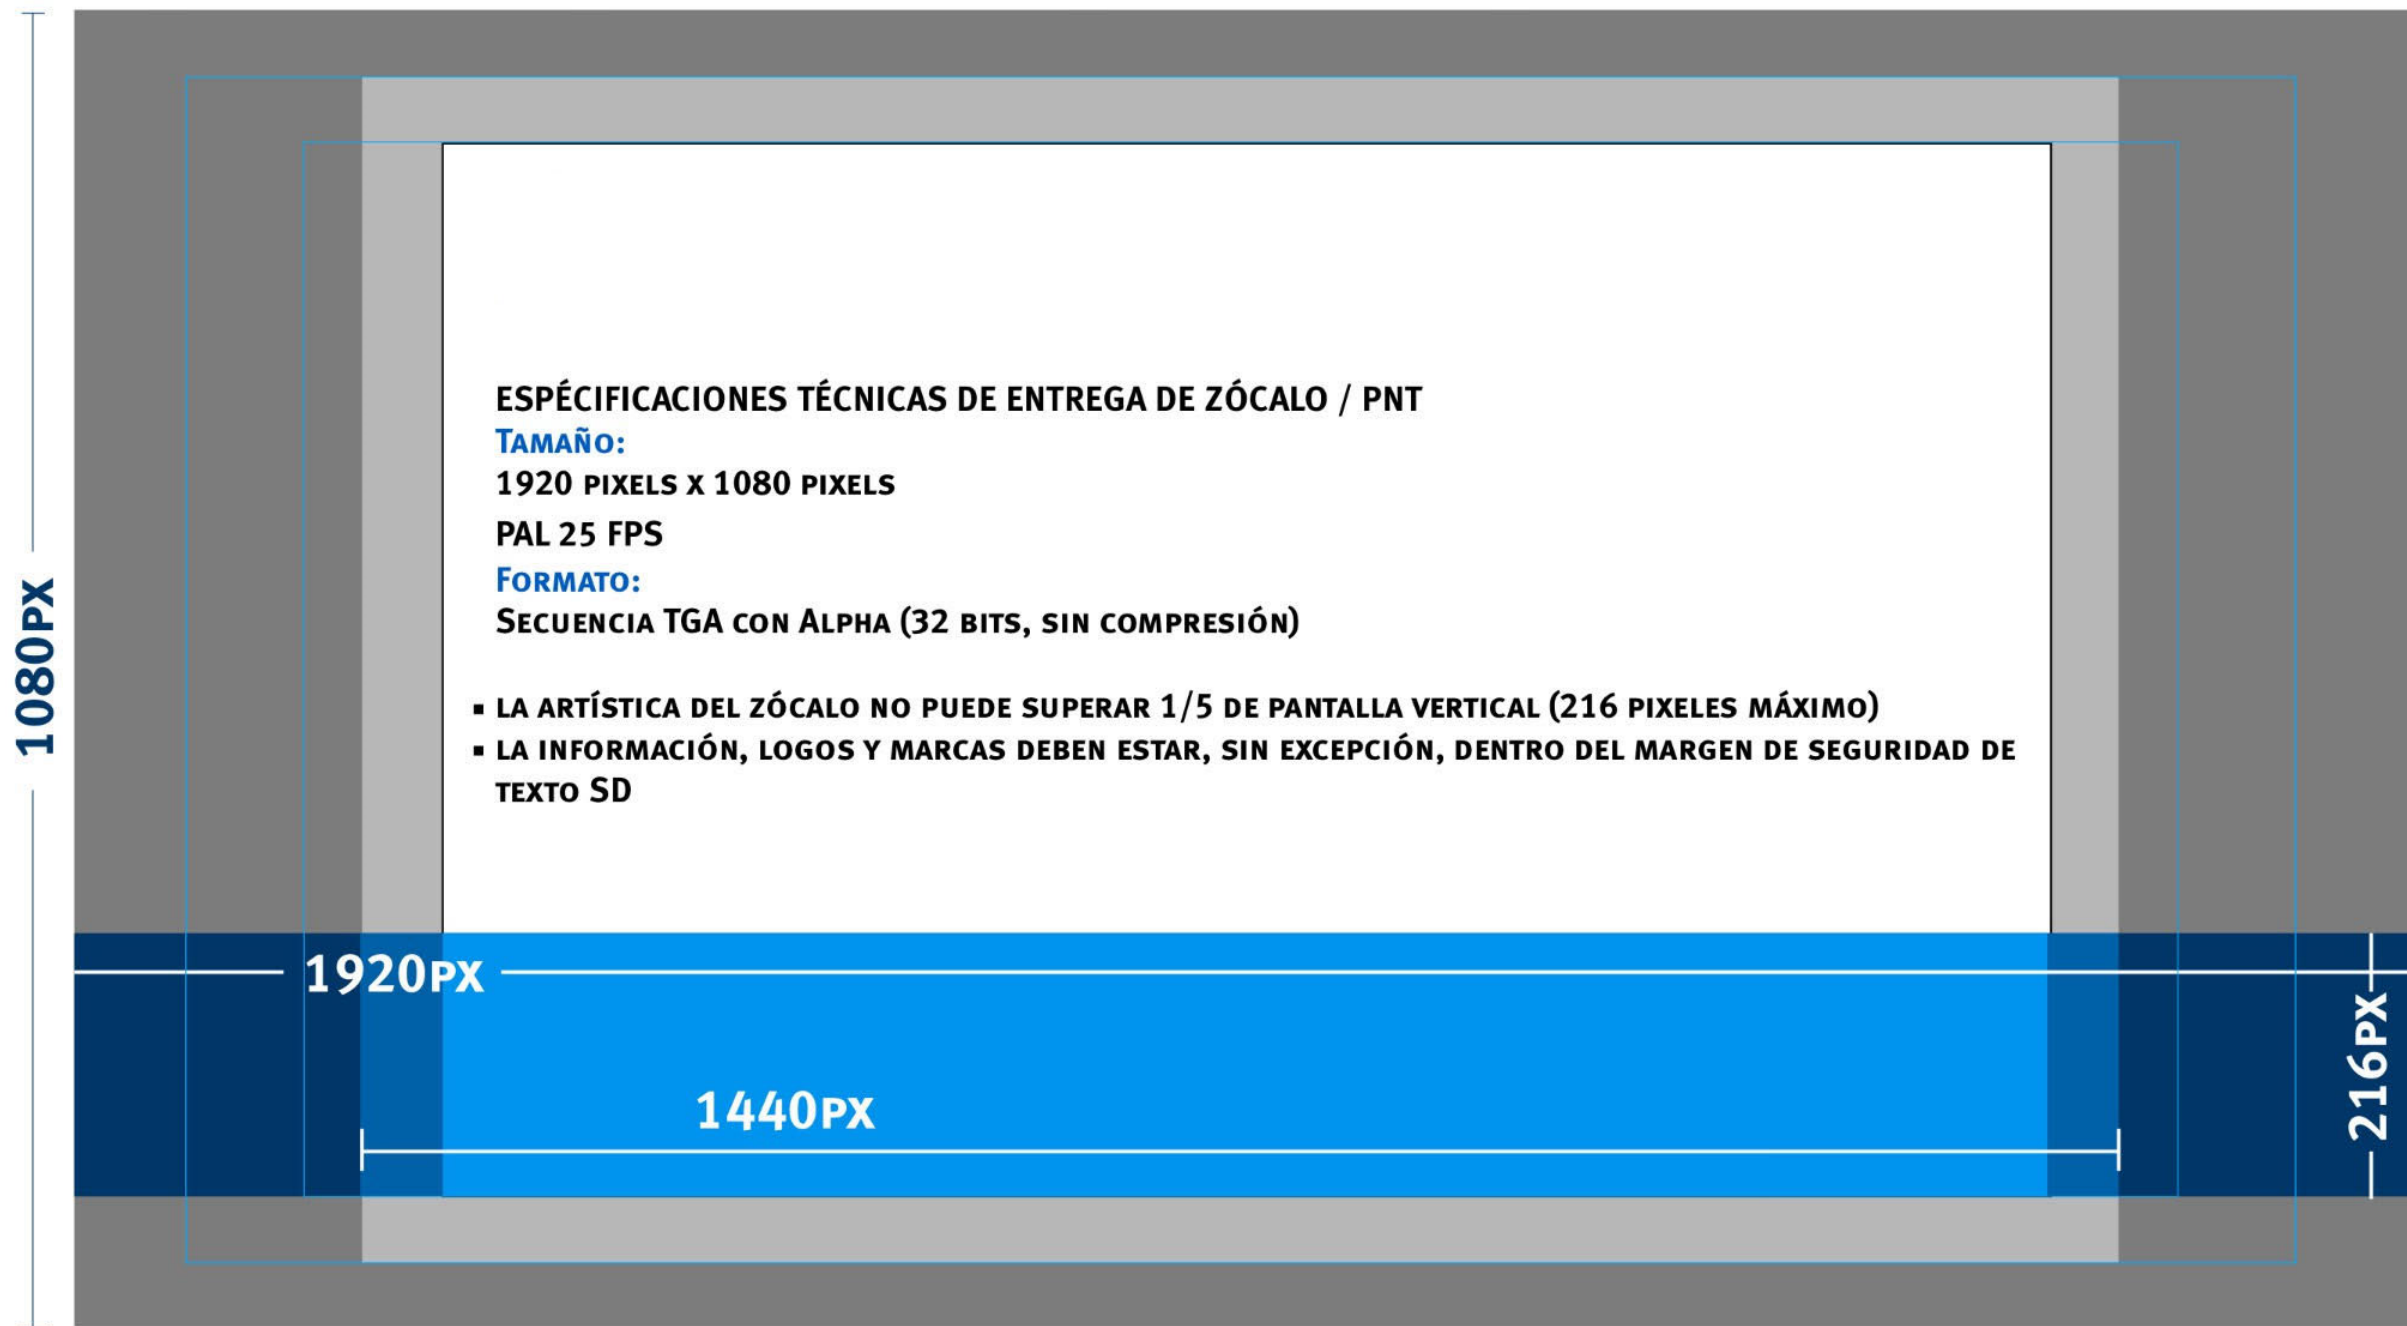 ESPÉCIFICACIONES TÉCNICAS DE ENTREGA DE ZÓCALO / PNT
TAMAÑO:
1920 PIXELS X 1080 PIXELS
PAL 25 FPS
FORMATO:
SECUENCIA TGA CON ALPHA (32 BITS, SIN COMPRESIÓN)
1080PX
▪ LA ARTÍSTICA DEL ZÓCALO NO PUEDE SUPERAR 1/5 DE PANTALLA VERTICAL (216 PIXELES MÁXIMO)
▪ LA INFORMACIÓN, LOGOS Y MARCAS DEBEN ESTAR, SIN EXCEPCIÓN, DENTRO DEL MARGEN DE SEGURIDAD DE
TEXTO SD
1920PX
216PX
1440PX